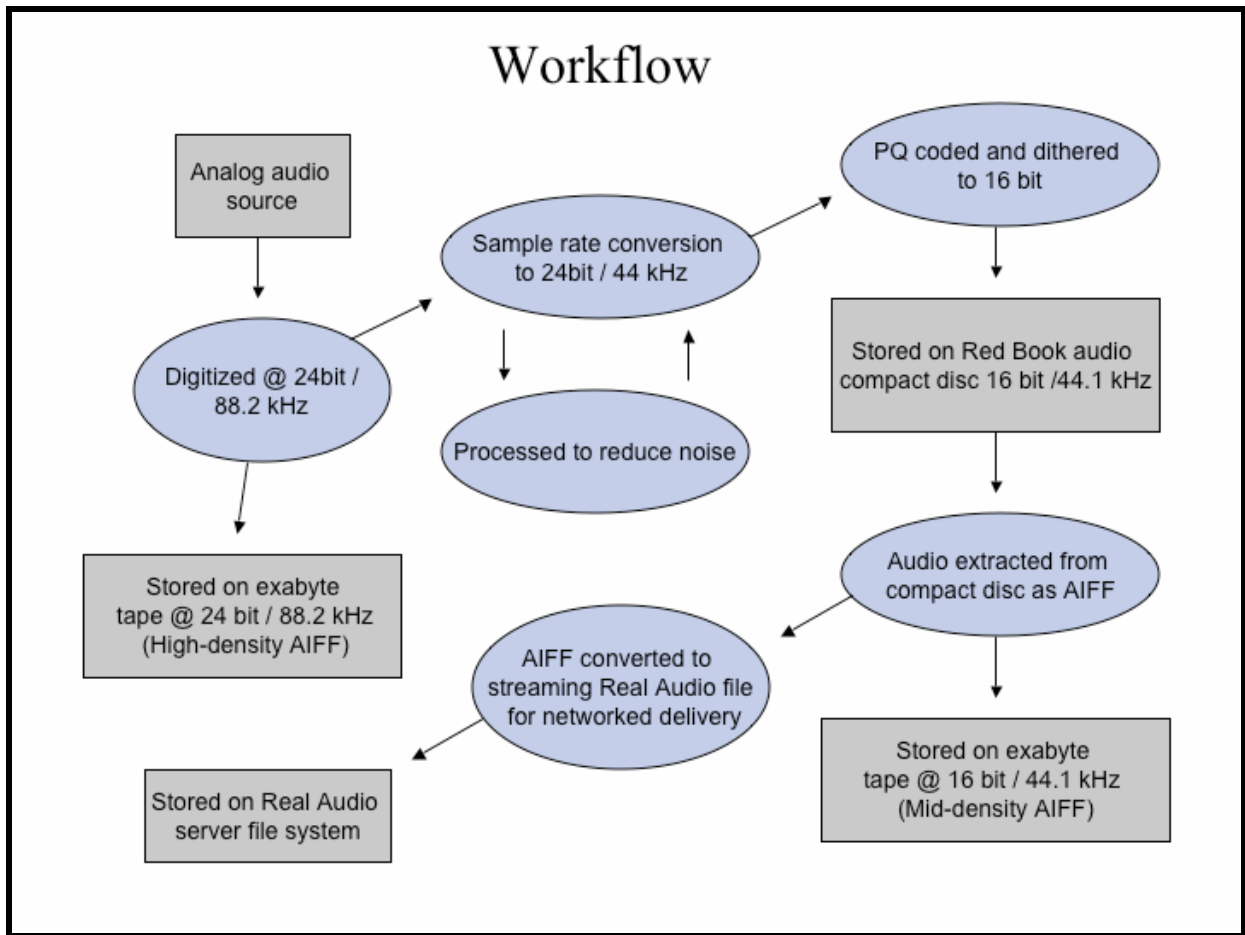 Workflow
Analog audio
source
Digitized @ 24bit /
88.2 kHz
Stored on exabyte
tape @ 24 bit / 88.2 kHz
(High-density AIFF)
Sample rate conversion
to 24bit / 44 kHz
Processed to reduce noise
PQ coded and dithered
to 16 bit
Stored on Red Book audio
compact disc 16 bit /44.1 kHz
Audio extracted from
compact disc as AIFF
Stored on exabyte
tape @ 16 bit / 44.1 kHz
(Mid-density AIFF)
AIFF converted to
streaming Real Audio file
for networked delivery
Stored on Real Audio
server file system